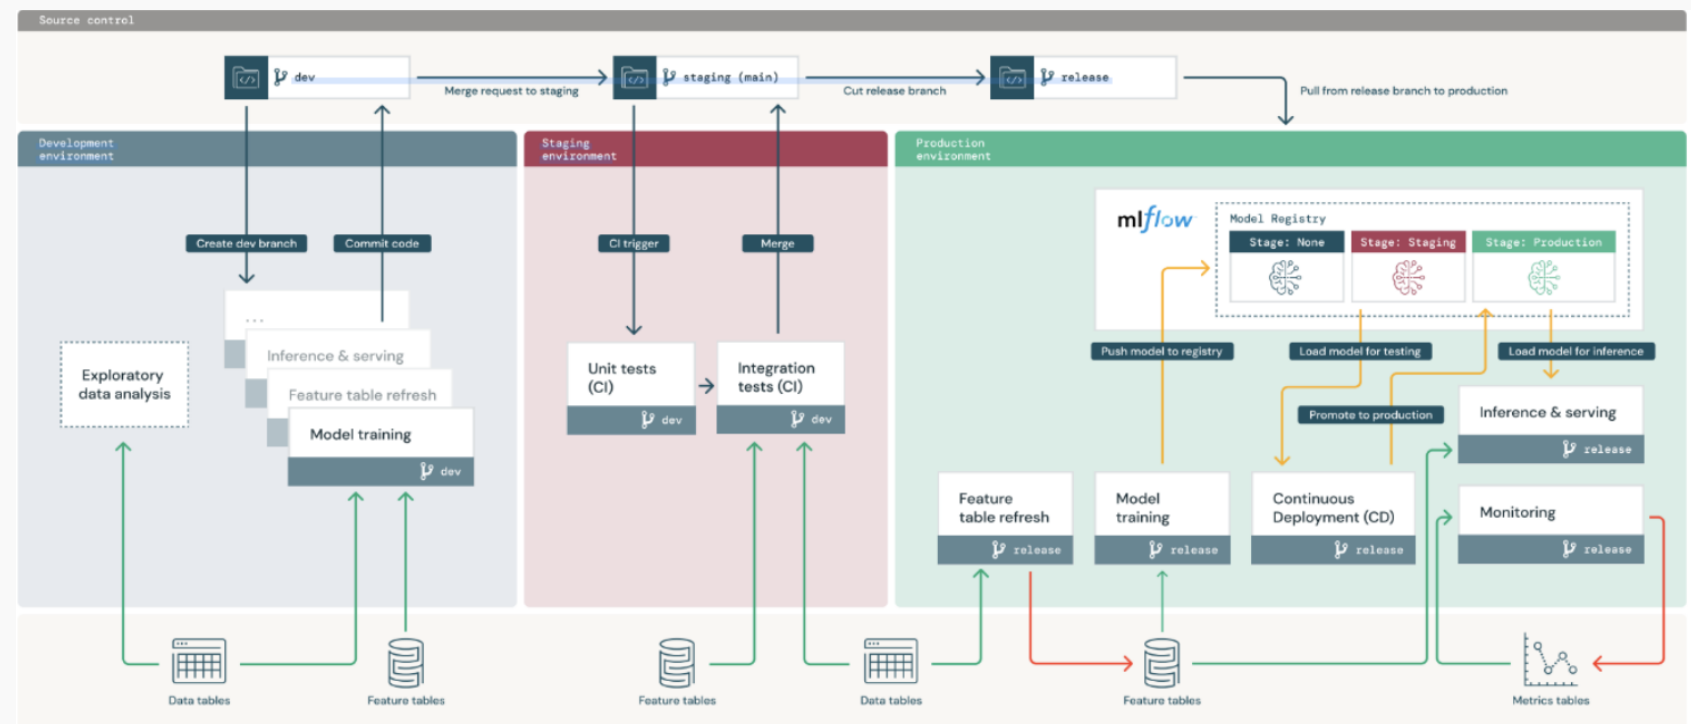 Source control
dev
Merge request to staging
staging (main)
Cut release branch
release
Pull from release branch to production
Development
environment
Create dev branch
Commit code
...
Inference & serving
Feature table refresh
Model training
dev
Exploratory
data analysis
Staging
environment
CI trigger
Merge
Unit tests
(CI)
dev
Integration
tests (CI)
dev
Production
environment
mlflow
Model Registry
Stage: None
Stage: Staging
Stage: Production
Push model to registry
Load model for testing
Load model for inference
Promote to production
Inference & serving
release
Feature
table refresh
release
Model
training
release
Continuous
Deployment (CD)
release
Monitoring
release
Data tables
Feature tables
Feature tables
Data tables
Feature tables
Metrics tables